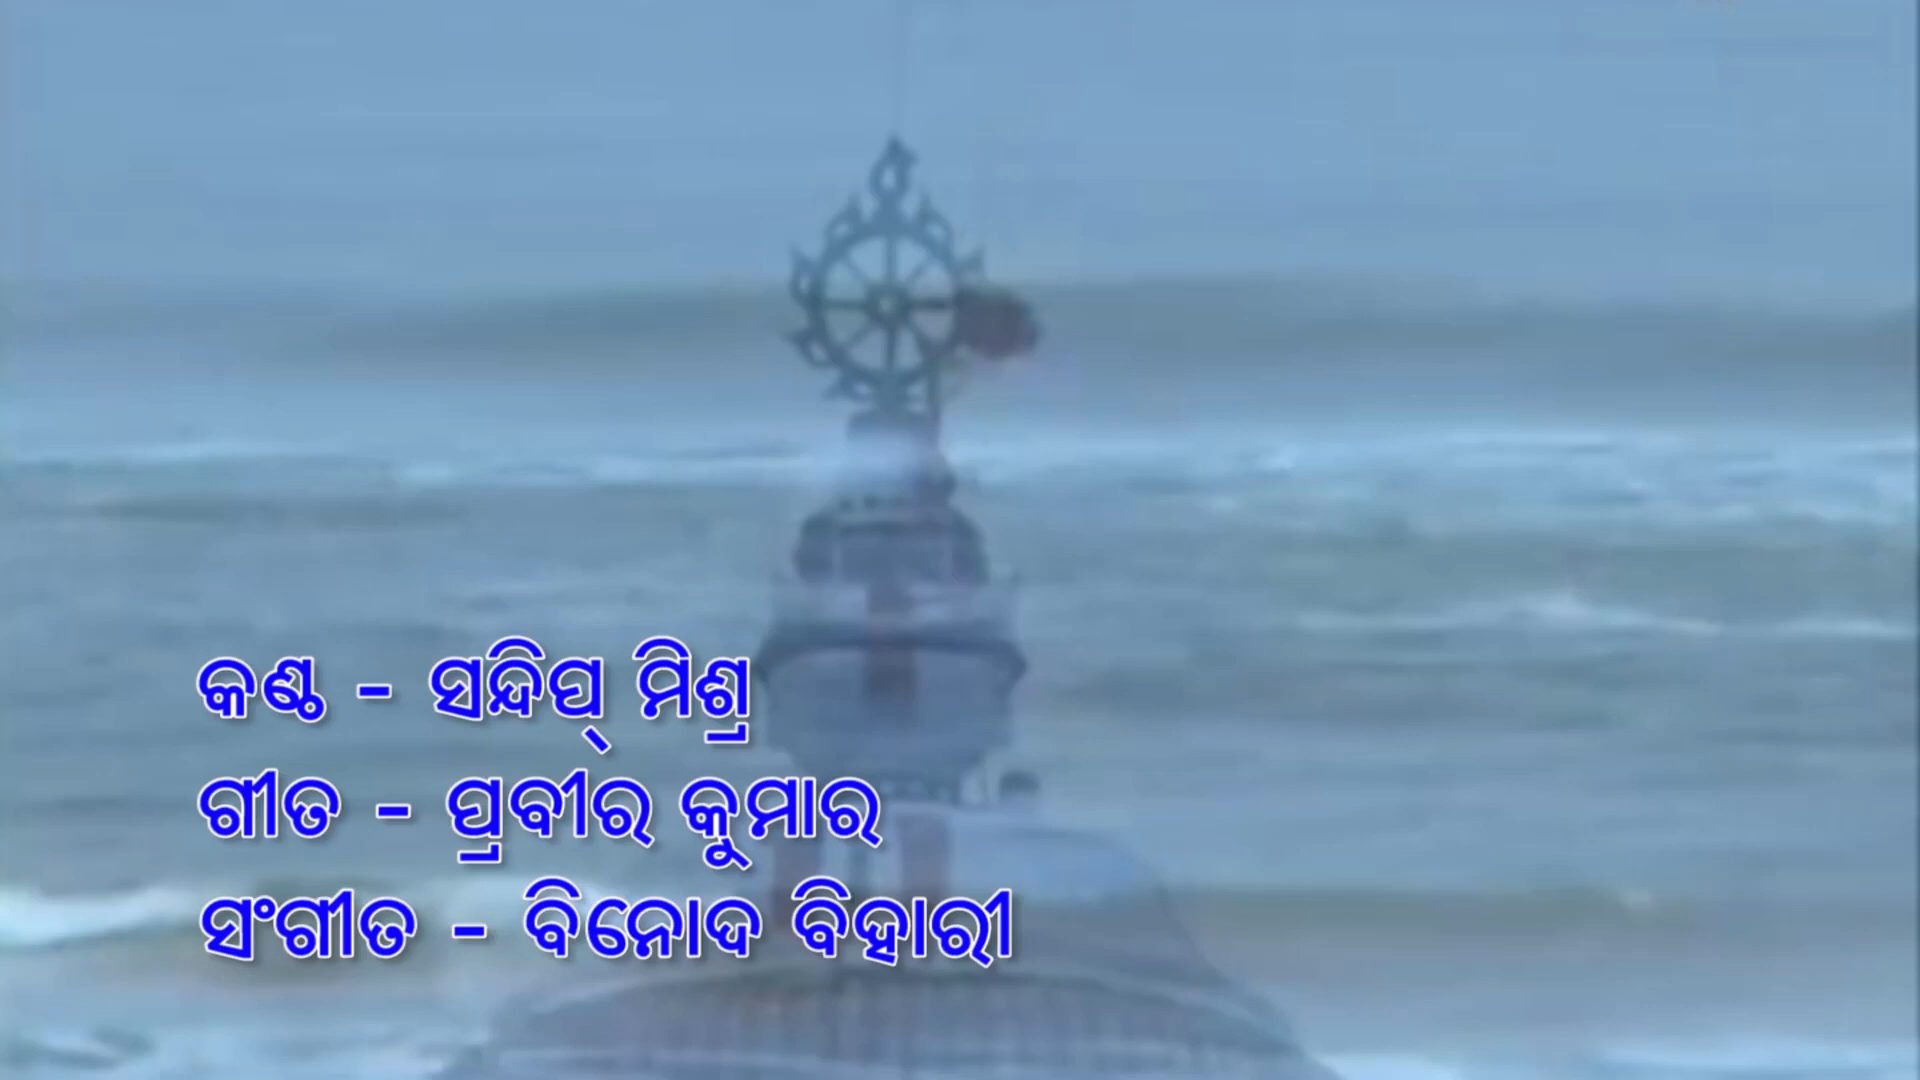 କଣ୍ଠ - ସନ୍ଦିପ୍ ମିଶ୍ର
ଗୀତ - ପ୍ରବୀର କୁମାର
ସଂଗୀତ - ବିନୋଦ ବିହାରୀ